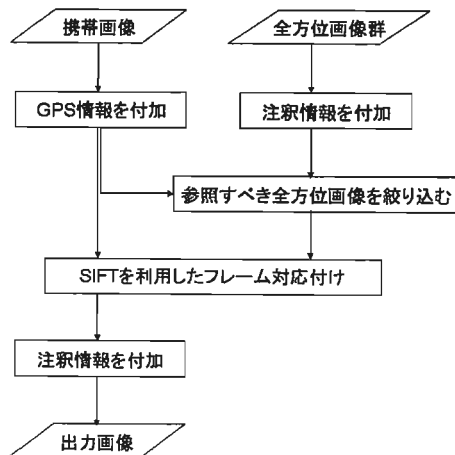 携帯画像
全方位画像群
GPS情報を付加
注釈情報を付加
参照すべき全方位画像を絞り込む
SIFTを利用したフレーム対応付け
注釈情報を付加
出力画像